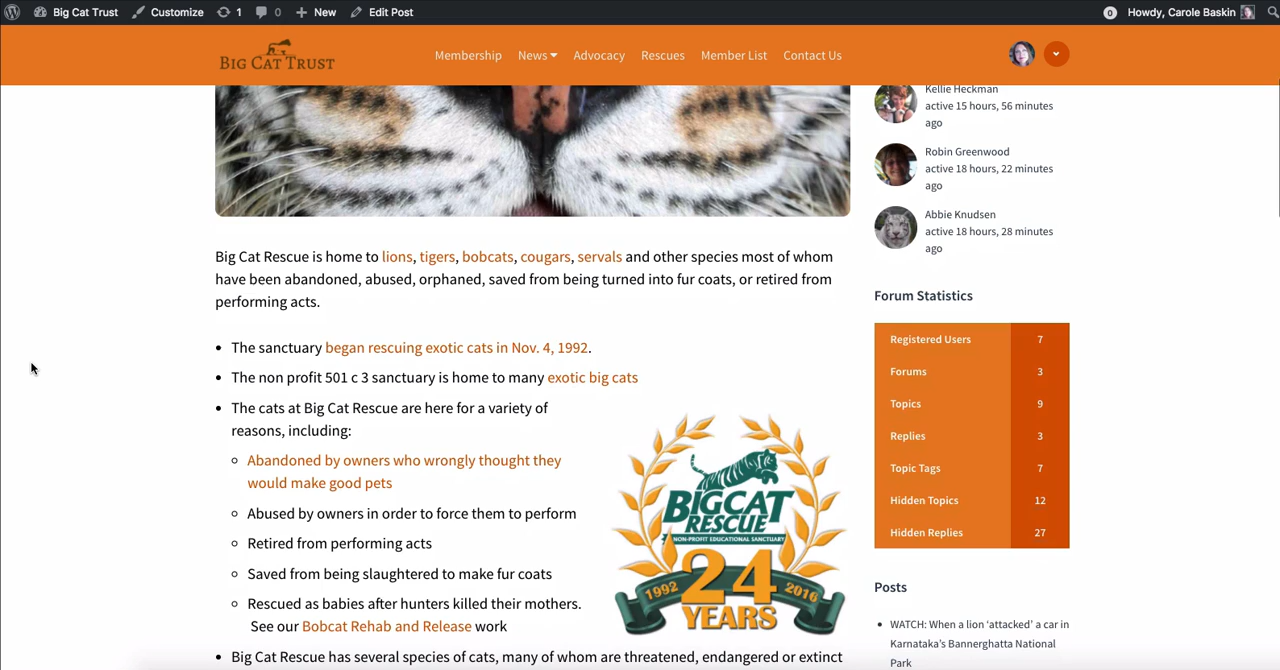 Big Cat Trust
Customize
1
0
New
Edit Post
0
Howdy, Carole Baskin
BIG CAT TRUST
Membership
News
Advocacy
Rescues
Member List
Contact Us
Big Cat Rescue is home to lions, tigers, bobcats, cougars, servals and other species most of whom
have been abandoned, abused, orphaned, saved from being turned into fur coats, or retired from
performing acts.
• The sanctuary began rescuing exotic cats in Nov. 4, 1992.
• The non profit 501 c 3 sanctuary is home to many exotic big cats
• The cats at Big Cat Rescue are here for a variety of
reasons, including:
Abandoned by owners who wrongly thought they
would make good pets
Abused by owners in order to force them to perform
Retired from performing acts
Saved from being slaughtered to make fur coats
Rescued as babies after hunters killed their mothers.
See our Bobcat Rehab and Release work
• Big Cat Rescue has several species of cats, many of whom are threatened, endangered or extinct
BIGCAT
RESCUE
NON-PROFIT EDUCATIONAL SANCTUARY
24
1992
2016
YEARS
Kellie Heckman
active 15 hours, 56 minutes
ago
Robin Greenwood
active 18 hours, 22 minutes
ago
Abbie Knudsen
active 18 hours, 28 minutes
ago
Forum Statistics
Registered Users 7
Forums 3
Topics 9
Replies 3
Topic Tags 7
Hidden Topics 12
Hidden Replies 27
Posts
• WATCH: When a lion ‘attacked’ a car in
Karnataka’s Bannerghatta National
Park